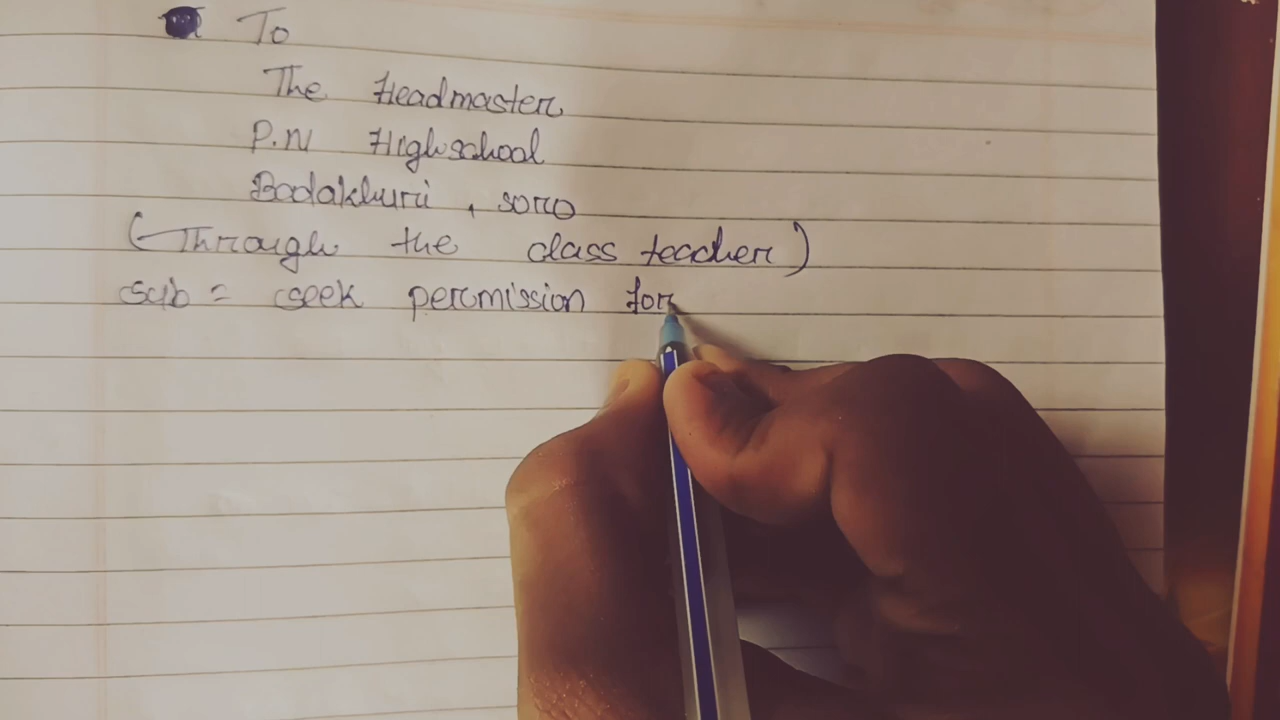 To
The Headmaster
P.N Highschool
Badakhuri, soro
(Through the class teacher)
sub = seek permission for